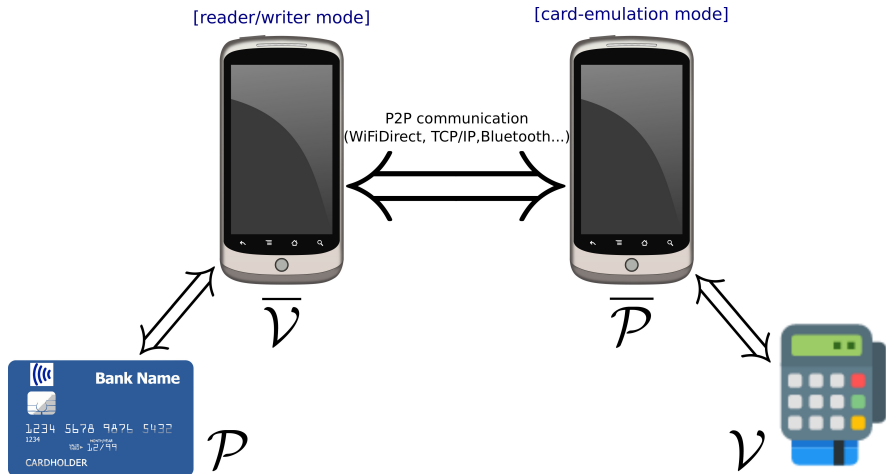 [reader/writer mode]
[card-emulation mode]
P2P communication
(WiFiDirect, TCP/IP,Bluetooth...)
V̅
P̅
Bank Name
1234 5678 9876 5432
1234
12/99
CARDHOLDER
P
V